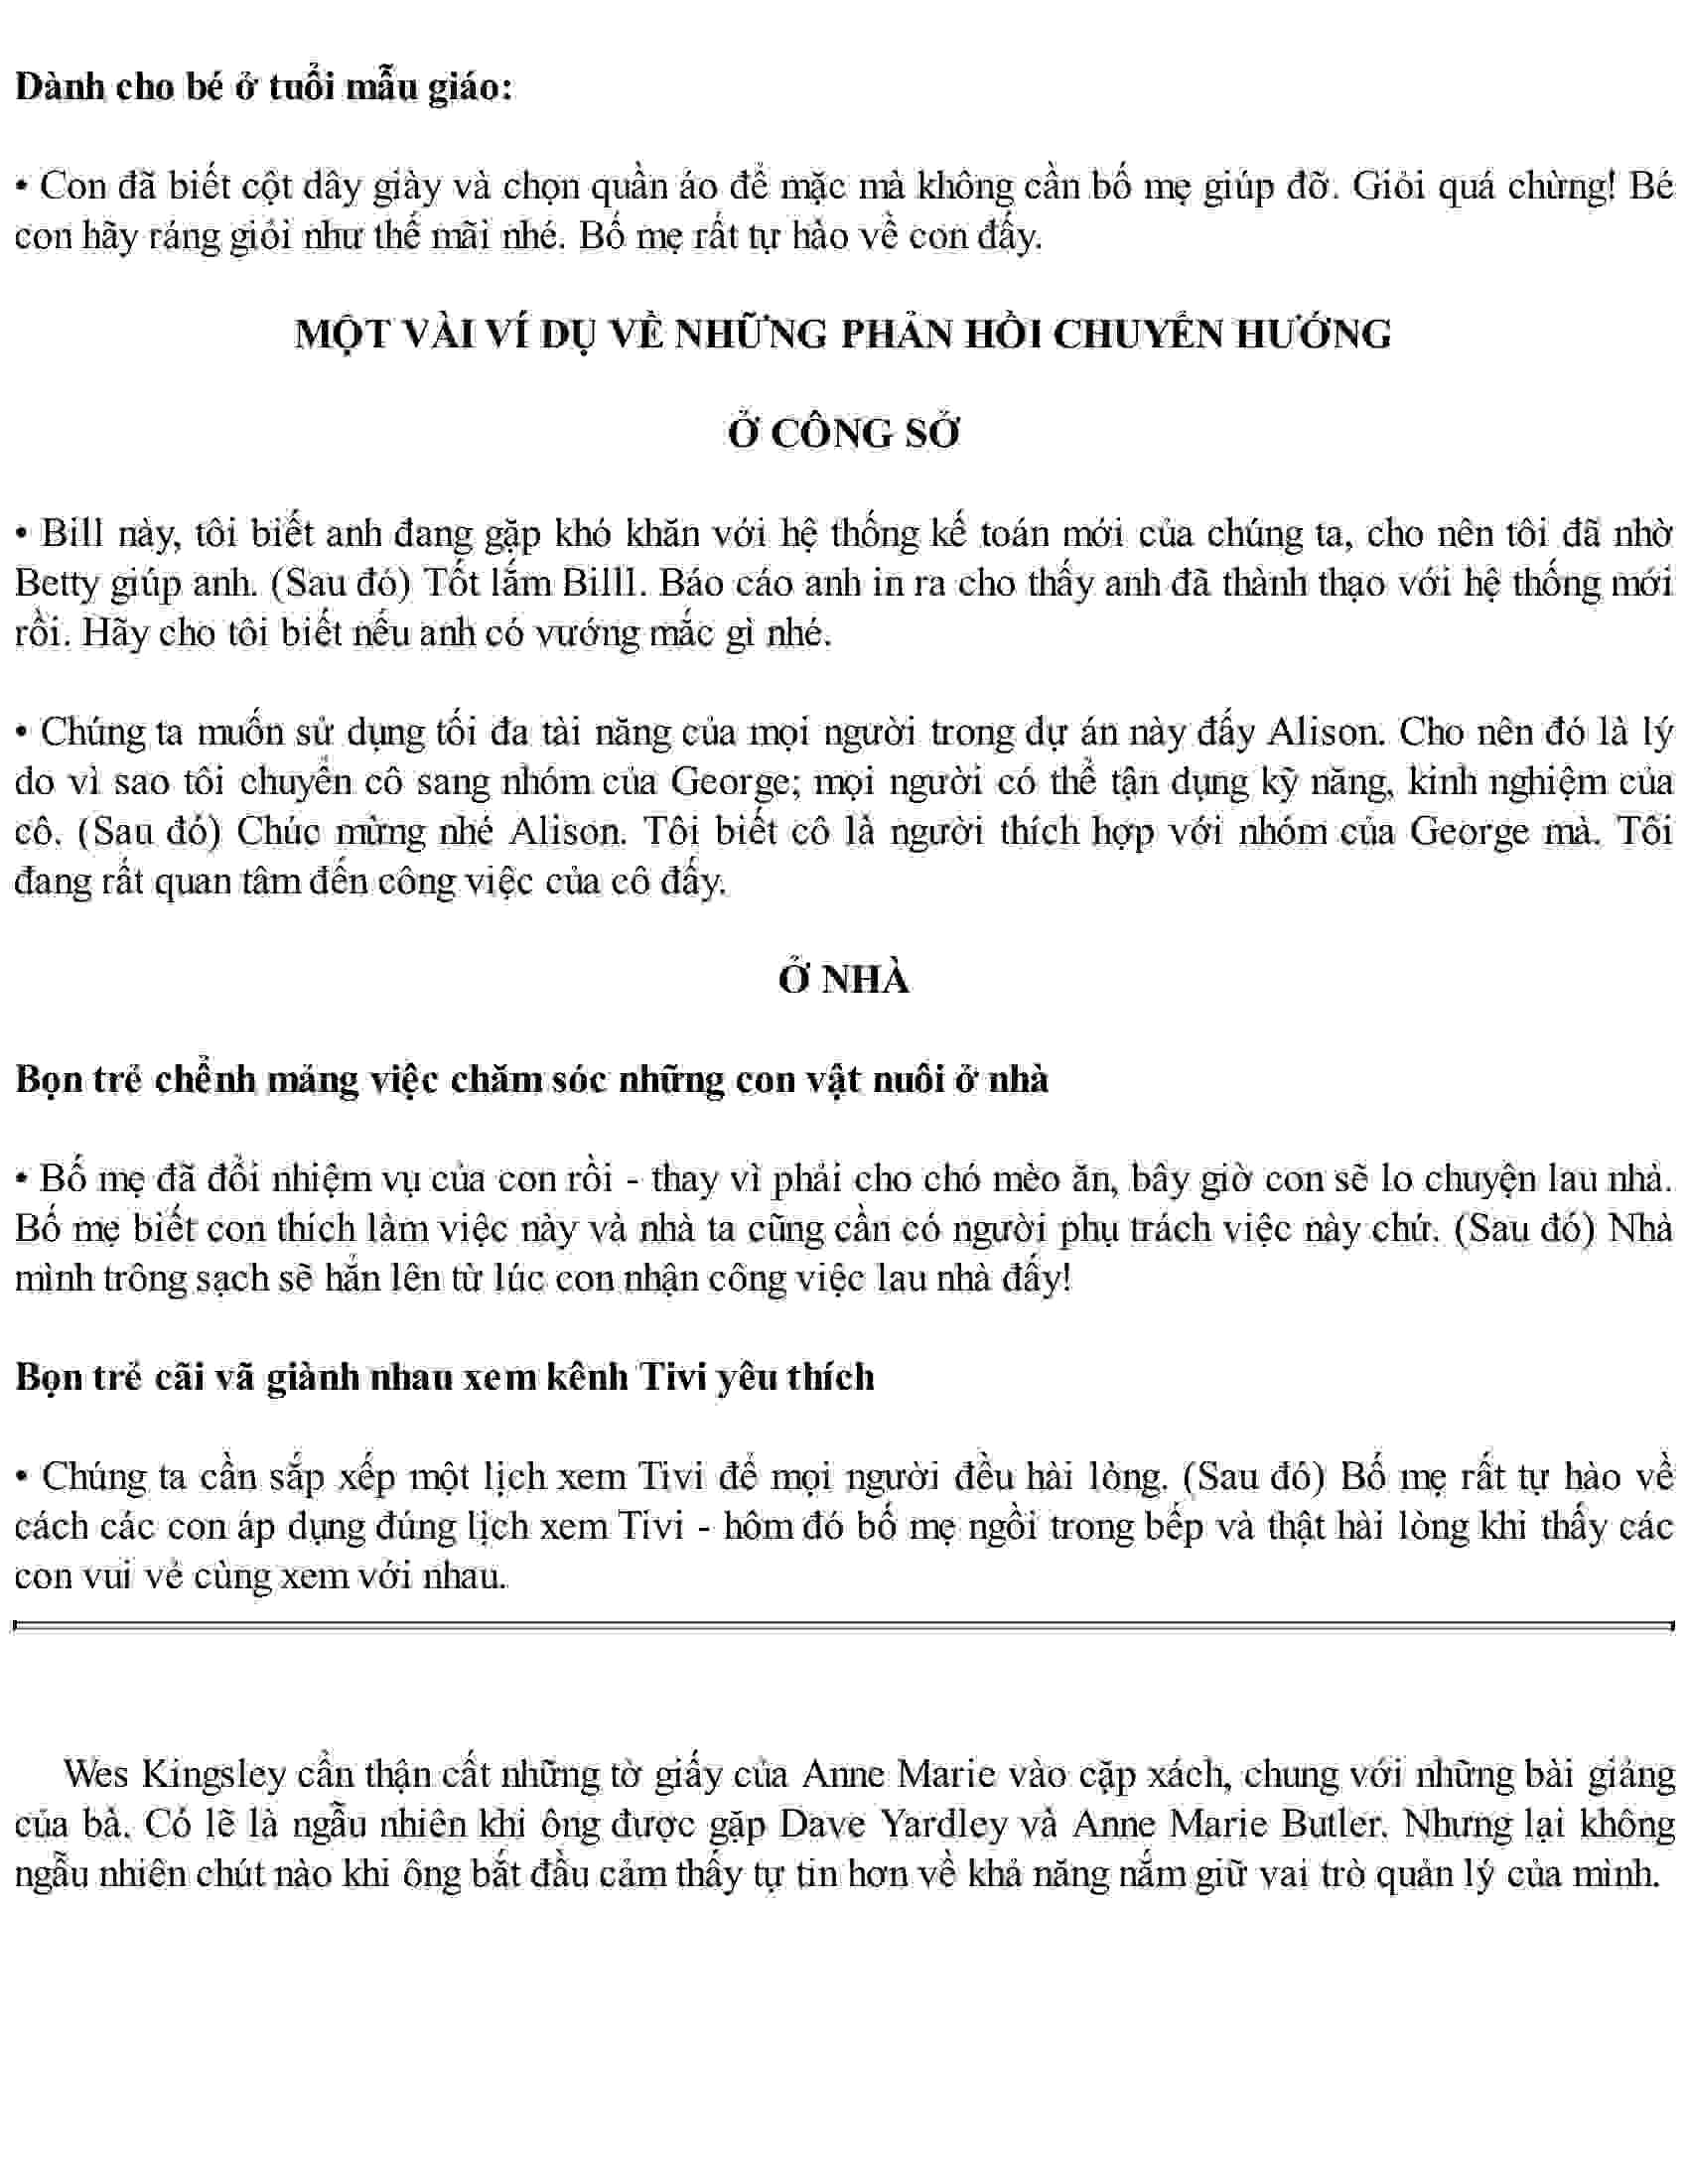 Dành cho bé ở tuổi mẫu giáo:
• Con đã biết cột dây giày và chọn quần áo để mặc mà không cần bố mẹ giúp đỡ. Giỏi quá chừng! Bé
con hãy ráng giỏi như thế mãi nhé. Bố mẹ rất tự hào về con đấy.
MỘT VÀI VÍ DỤ VỀ NHỮNG PHẢN HỒI CHUYỂN HƯỚNG
Ở CÔNG SỞ
• Bill này, tôi biết anh đang gặp khó khăn với hệ thống kế toán mới của chúng ta, cho nên tôi đã nhờ
Betty giúp anh. (Sau đó) Tốt lắm Billl. Báo cáo anh in ra cho thấy anh đã thành thạo với hệ thống mới
rồi. Hãy cho tôi biết nếu anh có vướng mắc gì nhé.
• Chúng ta muốn sử dụng tối đa tài năng của mọi người trong dự án này đấy Alison. Cho nên đó là lý
do vì sao tôi chuyển cô sang nhóm của George; mọi người có thể tận dụng kỹ năng, kinh nghiệm của
cô. (Sau đó) Chúc mừng nhé Alison. Tôi biết cô là người thích hợp với nhóm của George mà. Tôi
đang rất quan tâm đến công việc của cô đấy.
Ở NHÀ
Bọn trẻ chểnh mảng việc chăm sóc những con vật nuôi ở nhà
• Bố mẹ đã đổi nhiệm vụ của con rồi - thay vì phải cho chó mèo ăn, bây giờ con sẽ lo chuyện lau nhà.
Bố mẹ biết con thích làm việc này và nhà ta cũng cần có người phụ trách việc này chứ. (Sau đó) Nhà
mình trông sạch sẽ hẳn lên từ lúc con nhận công việc lau nhà đấy!
Bọn trẻ cãi vã giành nhau xem kênh Tivi yêu thích
• Chúng ta cần sắp xếp một lịch xem Tivi để mọi người đều hài lòng. (Sau đó) Bố mẹ rất tự hào về
cách các con áp dụng đúng lịch xem Tivi - hôm đó bố mẹ ngồi trong bếp và thật hài lòng khi thấy các
con vui vẻ cùng xem với nhau.
Wes Kingsley cẩn thận cất những tờ giấy của Anne Marie vào cặp xách, chung với những bài giảng
của bà. Có lẽ là ngẫu nhiên khi ông được gặp Dave Yardley và Anne Marie Butler. Nhưng lại không
ngẫu nhiên chút nào khi ông bắt đầu cảm thấy tự tin hơn về khả năng nắm giữ vai trò quản lý của mình.